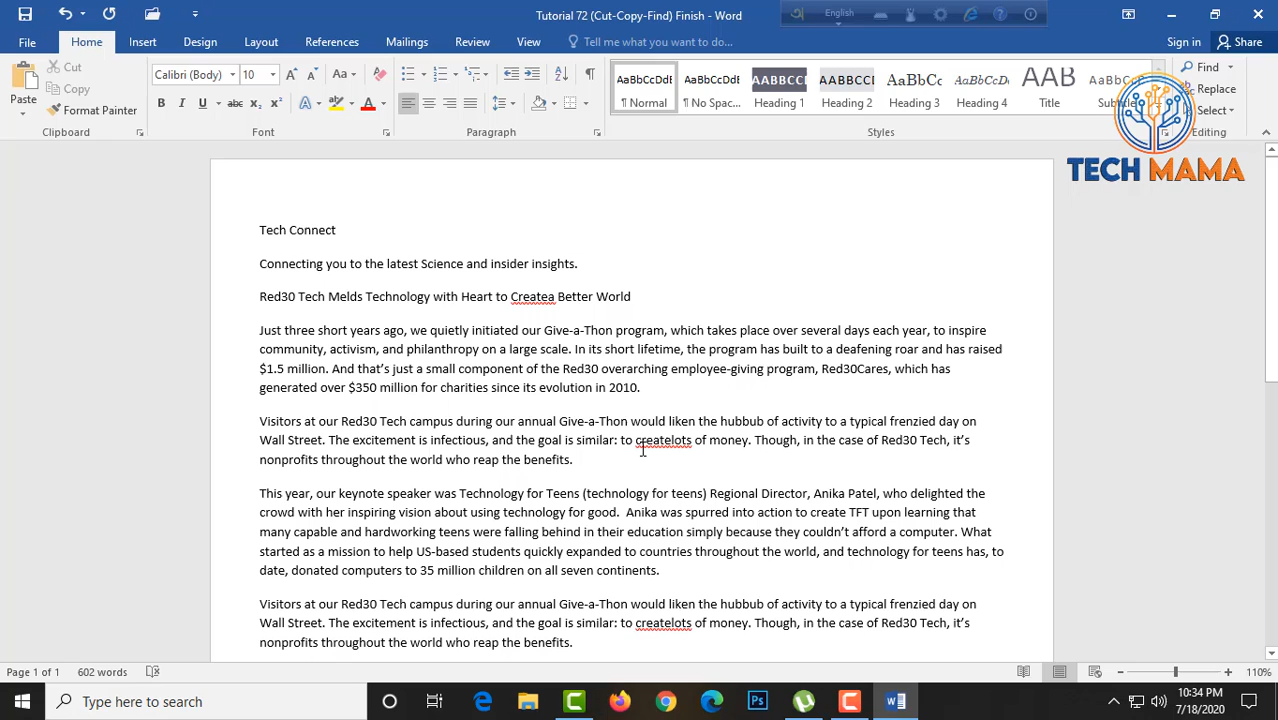 Tutorial 72 (Cut-Copy-Find) Finish - Word
English
File Home Insert Design Layout References Mailings Review View Tell me what you want to do... Sign in Share
Paste
Cut
Copy
Format Painter
Clipboard
Calibri (Body) 10
Font
Paragraph
AaBbCcDdE AaBbCcDdE AABBCCI AABBCCD AaBbCc AaBbCcDd AAB AaBbCcD
¶ Normal ¶ No Spac... Heading 1 Heading 2 Heading 3 Heading 4 Title
Styles
Find
Replace
Select
Editing
TECH MAMA
Tech Connect
Connecting you to the latest Science and insider insights.
Red30 Tech Melds Technology with Heart to Createa Better World
Just three short years ago, we quietly initiated our Give-a-Thon program, which takes place over several days each year, to inspire
community, activism, and philanthropy on a large scale. In its short lifetime, the program has built to a deafening roar and has raised
$1.5 million. And that’s just a small component of the Red30 overarching employee-giving program, Red30Cares, which has
generated over $350 million for charities since its evolution in 2010.
Visitors at our Red30 Tech campus during our annual Give-a-Thon would liken the hubbub of activity to a typical frenzied day on
Wall Street. The excitement is infectious, and the goal is similar: to createlots of money. Though, in the case of Red30 Tech, it’s
nonprofits throughout the world who reap the benefits.
This year, our keynote speaker was Technology for Teens (technology for teens) Regional Director, Anika Patel, who delighted the
crowd with her inspiring vision about using technology for good.  Anika was spurred into action to create TFT upon learning that
many capable and hardworking teens were falling behind in their education simply because they couldn’t afford a computer. What
started as a mission to help US-based students quickly expanded to countries throughout the world, and technology for teens has, to
date, donated computers to 35 million children on all seven continents.
Visitors at our Red30 Tech campus during our annual Give-a-Thon would liken the hubbub of activity to a typical frenzied day on
Wall Street. The excitement is infectious, and the goal is similar: to createlots of money. Though, in the case of Red30 Tech, it’s
nonprofits throughout the world who reap the benefits.
Page 1 of 1 602 words 110%
Type here to search
10:34 PM
7/18/2020